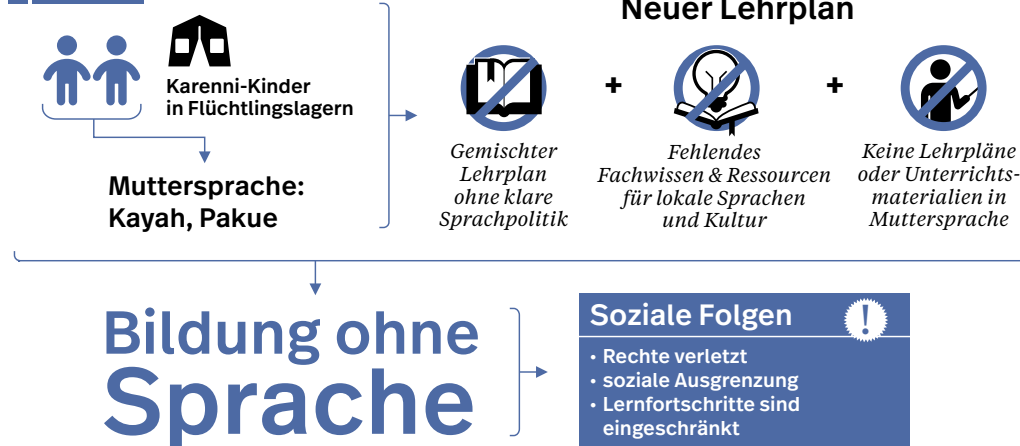 Neuer Lehrplan
Karenni-Kinder
in Flüchtlingslagern
Muttersprache:
Kayah, Pakue
+
+
Gemischter
Lehrplan
ohne klare
Sprachpolitik
Fehlendes
Fachwissen & Ressourcen
für lokale Sprachen
und Kultur
Keine Lehrpläne
oder Unterrichts-
materialien in
Muttersprache
Bildung ohne
Sprache
Soziale Folgen
!
• Rechte verletzt
• soziale Ausgrenzung
• Lernfortschritte sind
eingeschränkt